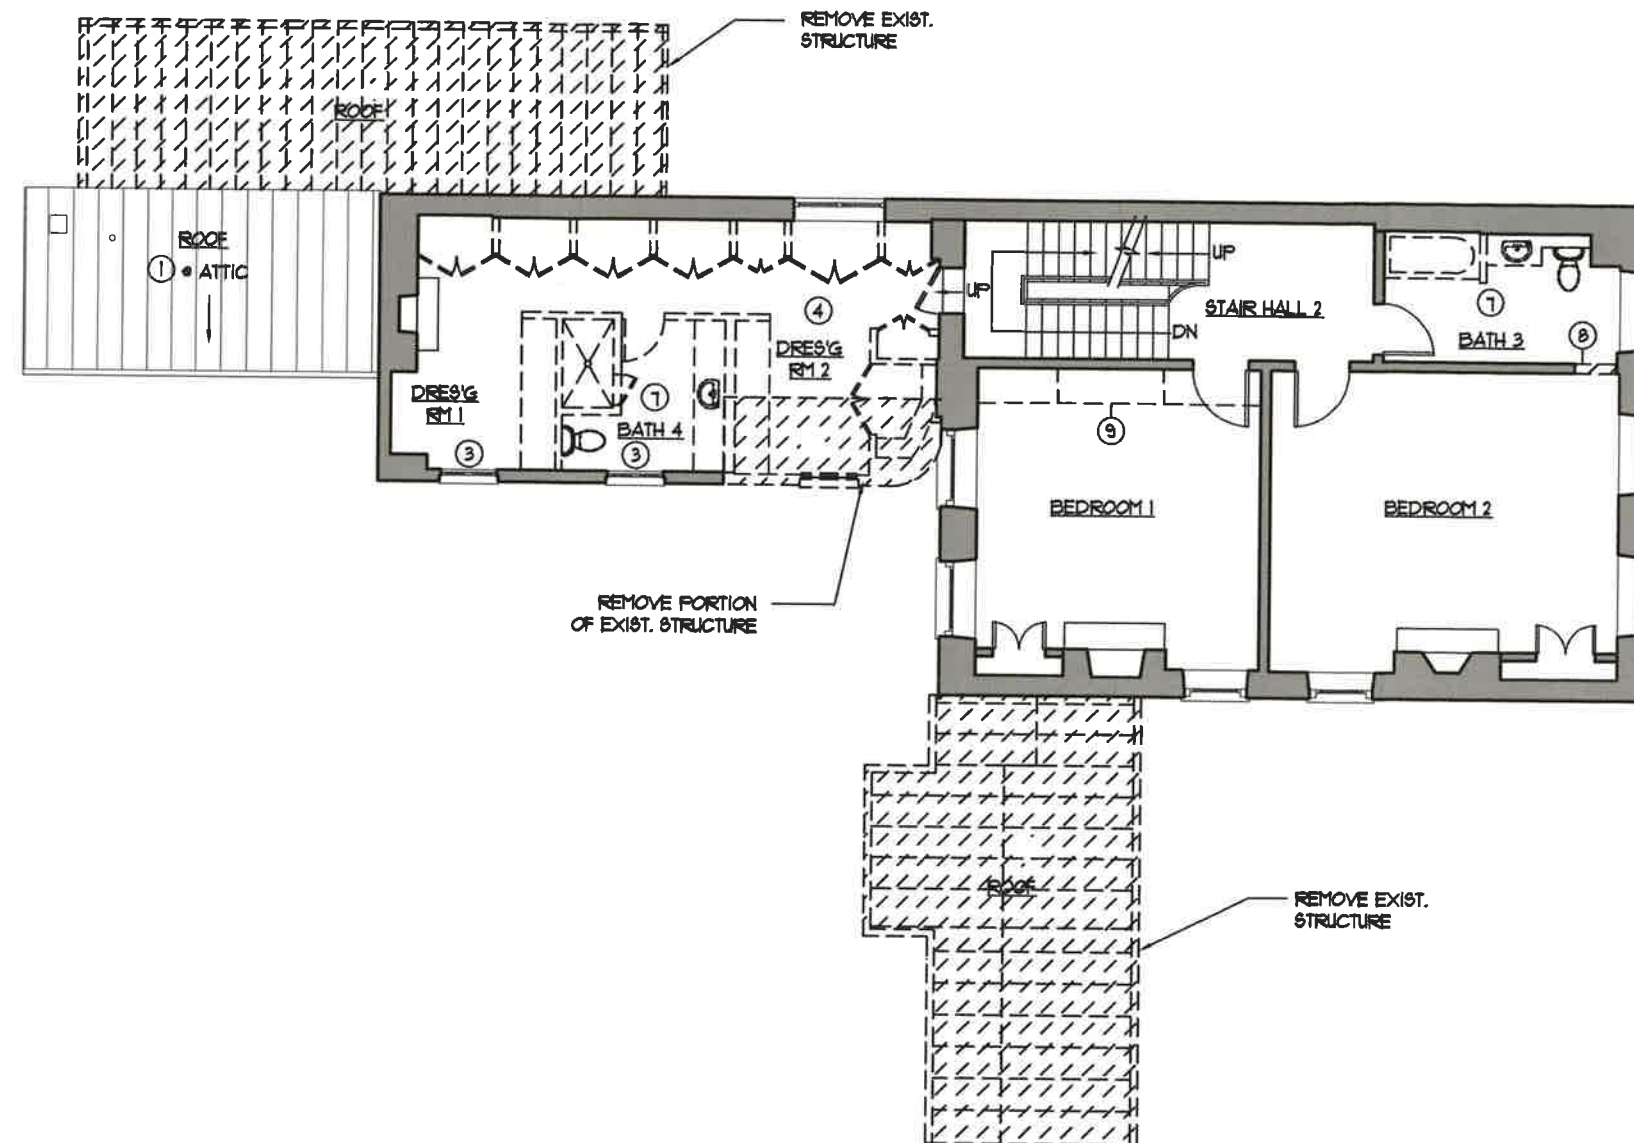 REMOVE EXIST.
STRUCTURE
ROOF
ROOF
① ATTIC
UP
UP
DN
STAIR HALL 2
⑦
BATH 3
⑧
④
DRES'G
RM 2
DRES'G
RM 1
⑦
BATH 4
③
③
⑨
BEDROOM 1
BEDROOM 2
REMOVE PORTION
OF EXIST. STRUCTURE
ROOF
REMOVE EXIST.
STRUCTURE